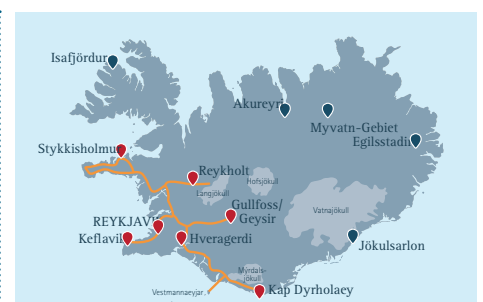 Isafjördur
Akureyri
Myvatn-Gebiet
Egilsstadir
Stykkisholmur
Reykholt
Hofsjökull
Langjökull
Gullfoss/
Geysir
Vatnajökull
REYKJAVIK
Keflavik
Hveragerdi
Jökulsarlon
Myrdals-
jökull
Kap Dyrholaey
Vestmannaeyjar